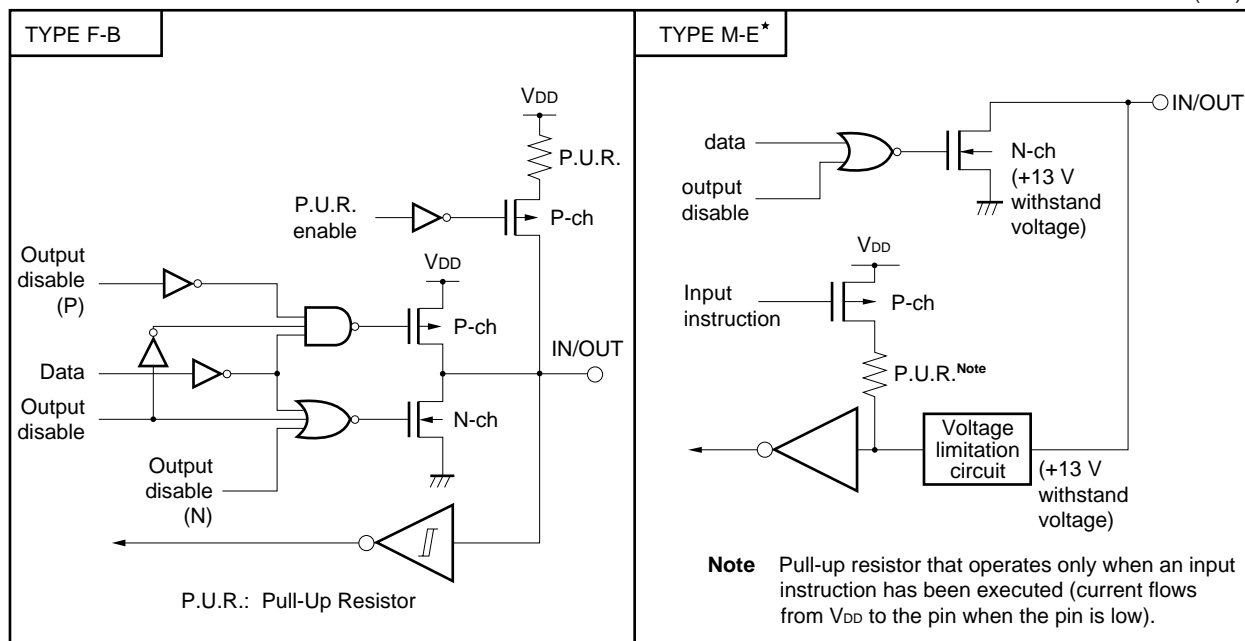 TYPE F-B
VDD
P.U.R.
P.U.R.
enable
P-ch
Output
disable
(P)
VDD
P-ch
IN/OUT
Data
Output
disable
N-ch
Output
disable
(N)
P.U.R.: Pull-Up Resistor
TYPE M-E★
IN/OUT
data
output
disable
N-ch
(+13 V
withstand
voltage)
VDD
Input
instruction
P-ch
P.U.R.Note
Voltage
limitation
circuit
(+13 V
withstand
voltage)
Note Pull-up resistor that operates only when an input
instruction has been executed (current flows
from VDD to the pin when the pin is low).